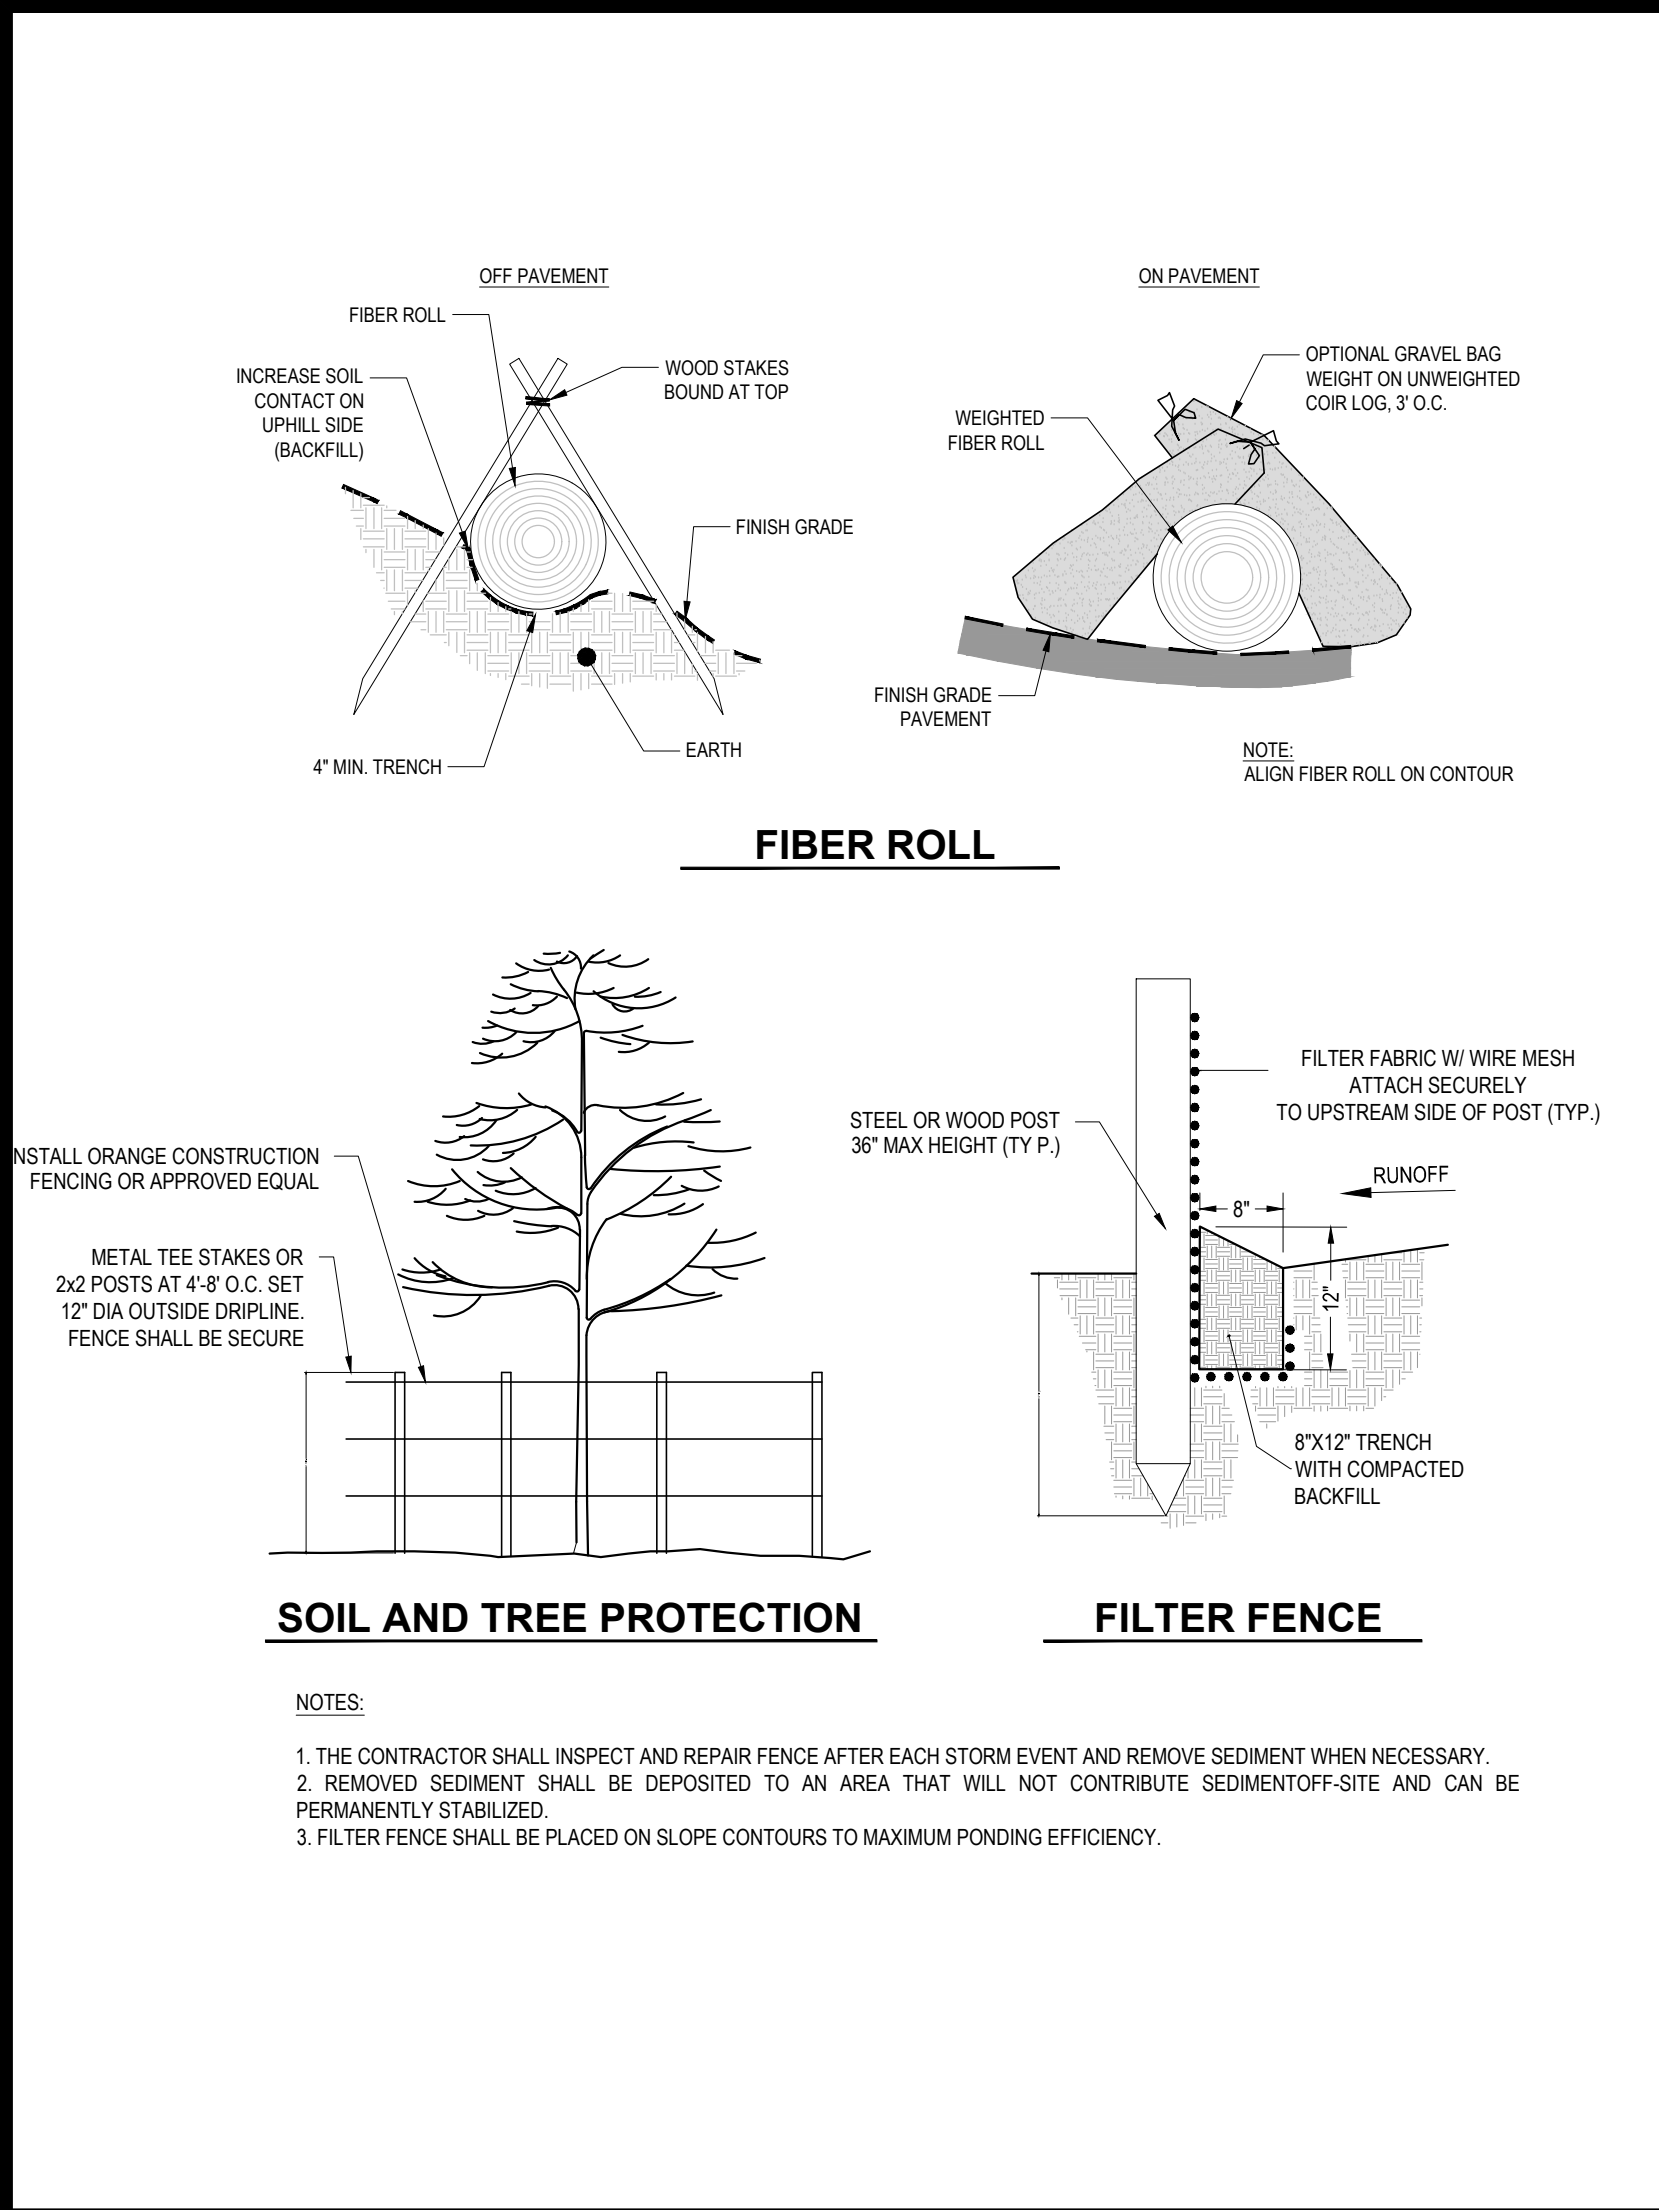 OFF PAVEMENT
FIBER ROLL
INCREASE SOIL
CONTACT ON
UPHILL SIDE
(BACKFILL)
WOOD STAKES
BOUND AT TOP
FINISH GRADE
EARTH
4" MIN. TRENCH
ON PAVEMENT
OPTIONAL GRAVEL BAG
WEIGHT ON UNWEIGHTED
COIR LOG, 3' O.C.
WEIGHTED
FIBER ROLL
FINISH GRADE
PAVEMENT
NOTE:
ALIGN FIBER ROLL ON CONTOUR
FIBER ROLL
NSTALL ORANGE CONSTRUCTION
FENCING OR APPROVED EQUAL
METAL TEE STAKES OR
2x2 POSTS AT 4'-8' O.C. SET
12" DIA OUTSIDE DRIPLINE.
FENCE SHALL BE SECURE
SOIL AND TREE PROTECTION
FILTER FABRIC W/ WIRE MESH
ATTACH SECURELY
TO UPSTREAM SIDE OF POST (TYP.)
STEEL OR WOOD POST
36" MAX HEIGHT (TY P.)
RUNOFF
8"
12"
8"X12" TRENCH
WITH COMPACTED
BACKFILL
FILTER FENCE
NOTES:
1. THE CONTRACTOR SHALL INSPECT AND REPAIR FENCE AFTER EACH STORM EVENT AND REMOVE SEDIMENT WHEN NECESSARY.
2. REMOVED SEDIMENT SHALL BE DEPOSITED TO AN AREA THAT WILL NOT CONTRIBUTE SEDIMENTOFF-SITE AND CAN BE
PERMANENTLY STABILIZED.
3. FILTER FENCE SHALL BE PLACED ON SLOPE CONTOURS TO MAXIMUM PONDING EFFICIENCY.